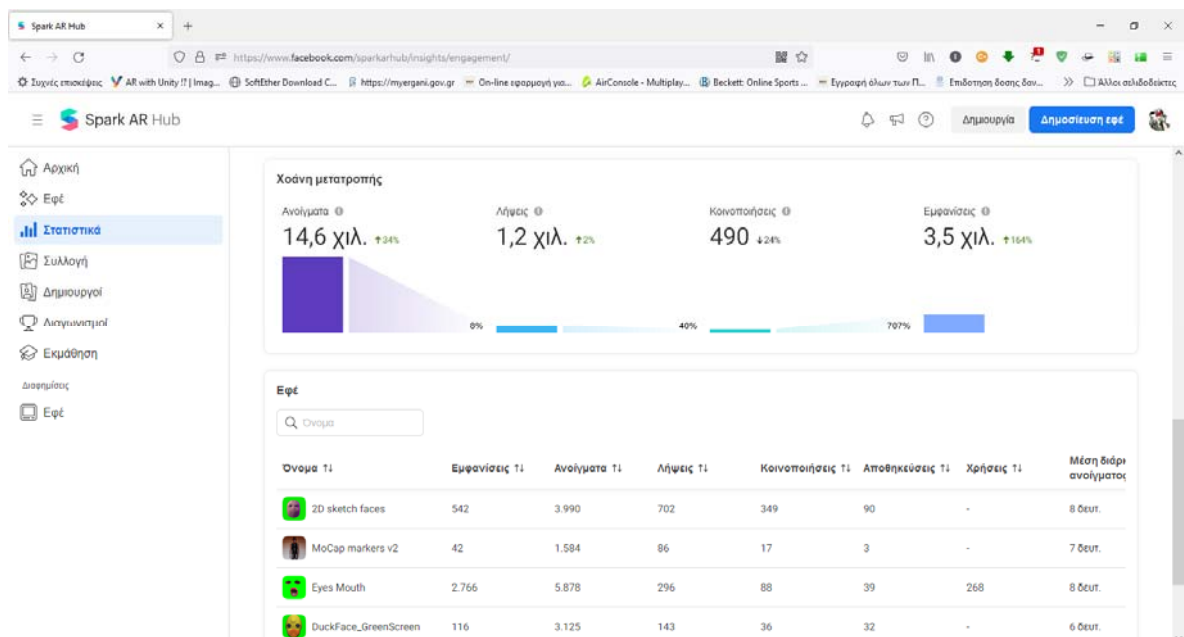 Spark AR Hub
https://www.facebook.com/sparkarhub/insights/engagement/
Συχνές επισκέψεις AR with Unity !? | Imag... SoftEther Download C... https://myergani.gov.gr On-line εφαρμογή για... AirConsole - Multiplay... Beckett: Online Sports ... Εγγραφή όλων των Π... Επιδοτηση δοσης δαν... Άλλοι σελιδοδείκτες
Spark AR Hub Δημιουργία Δημοσίευση εφέ
Αρχική
Εφέ
Στατιστικά
Συλλογή
Δημιουργοί
Διαγωνισμοί
Εκμάθηση
Διαφημίσεις
Εφέ
Χοάνη μετατροπής
Ανοίγματα Λήψεις Κοινοποιήσεις Εμφανίσεις
14,6 χιλ. ↑34% 1,2 χιλ. ↑2% 490 ↓24% 3,5 χιλ. ↑164%
8% 40% 707%
Εφέ
Όνομα
Όνομα ↑↓ Εμφανίσεις ↑↓ Ανοίγματα ↑↓ Λήψεις ↑↓ Κοινοποιήσεις ↑↓ Αποθηκεύσεις ↑↓ Χρήσεις ↑↓ Μέση διάρκ
ανοίγματος
2D sketch faces 542 3.990 702 349 90 - 8 δευτ.
MoCap markers v2 42 1.584 86 17 3 - 7 δευτ.
Eyes Mouth 2.766 5.878 296 88 39 268 8 δευτ.
DuckFace_GreenScreen 116 3.125 143 36 32 - 6 δευτ.